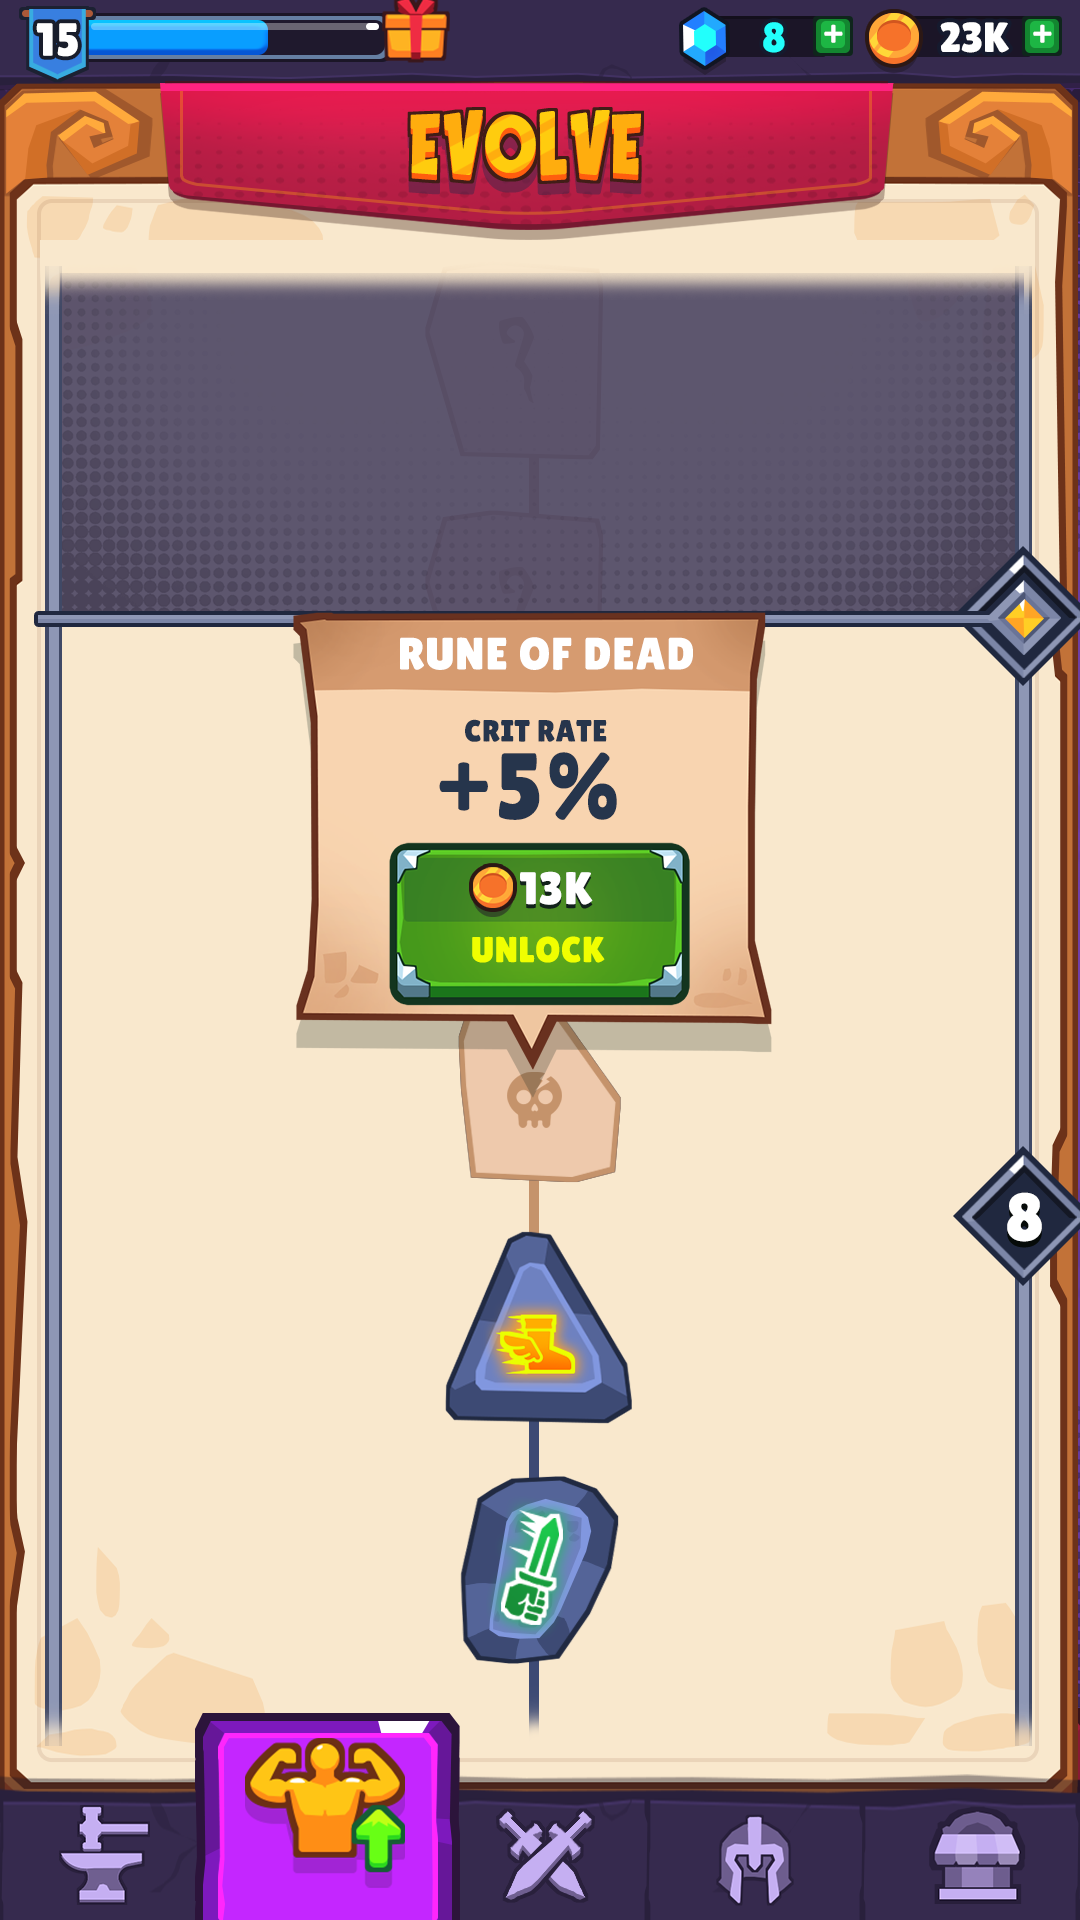 15
8
23K
EVOLVE
RUNE OF DEAD
CRIT RATE
+5%
13K
UNLOCK
8